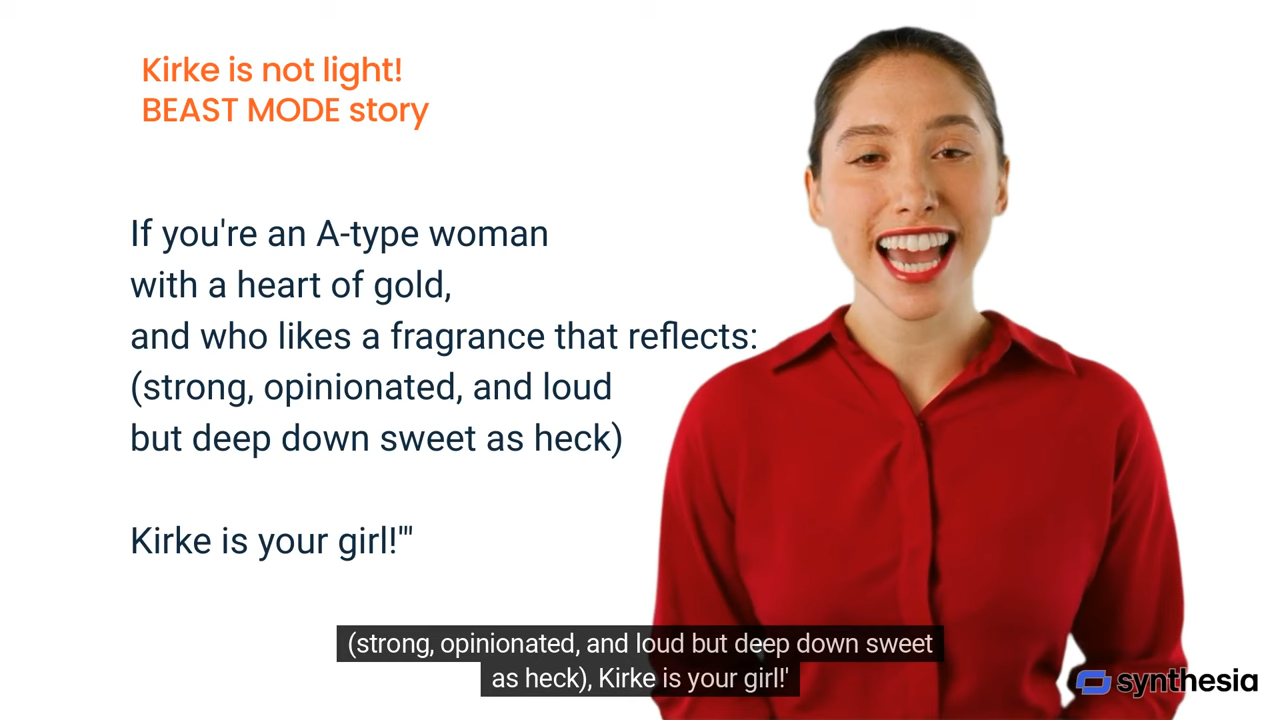 Kirke is not light!
BEAST MODE story
If you're an A-type woman
with a heart of gold,
and who likes a fragrance that reflects:
(strong, opinionated, and loud
but deep down sweet as heck)
Kirke is your girl!'"
(strong, opinionated, and loud but deep down sweet
as heck), Kirke is your girl!'
synthesia